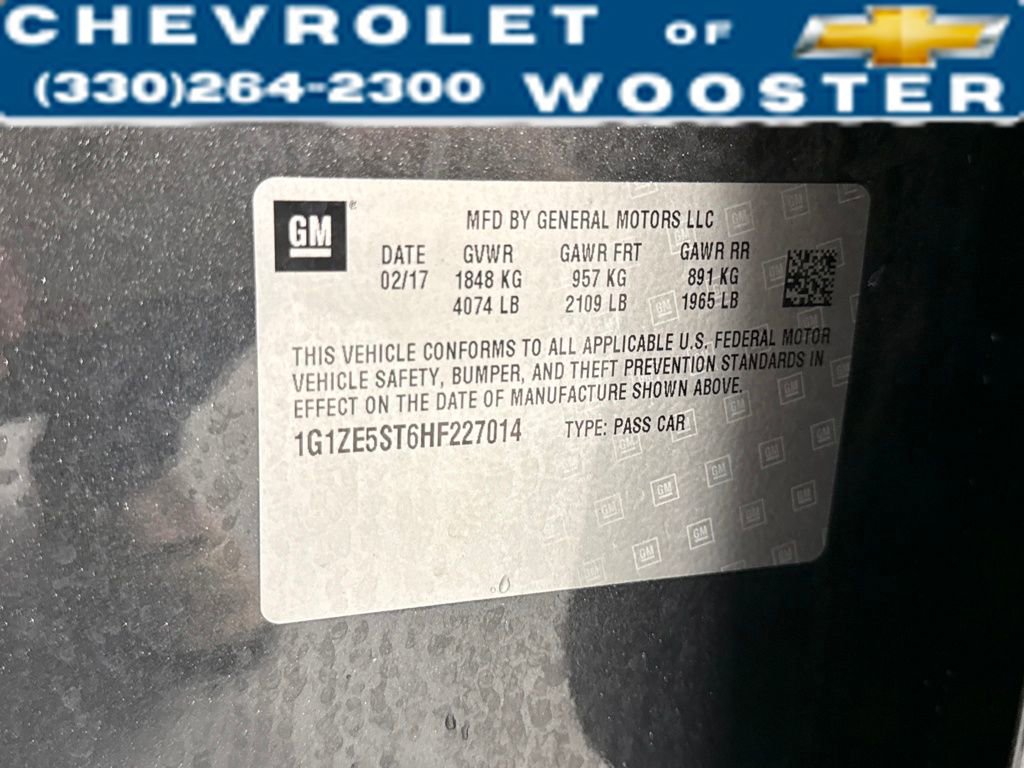 CHEVROLET OF
(330)264-2300 WOOSTER
GM®
MFD BY GENERAL MOTORS LLC
DATE GVWR GAWR FRT GAWR RR
02/17 1848 KG 957 KG 891 KG
4074 LB 2109 LB 1965 LB
THIS VEHICLE CONFORMS TO ALL APPLICABLE U.S. FEDERAL MOTOR
VEHICLE SAFETY, BUMPER, AND THEFT PREVENTION STANDARDS IN
EFFECT ON THE DATE OF MANUFACTURE SHOWN ABOVE.
1G1ZE5ST6HF227014 TYPE: PASS CAR